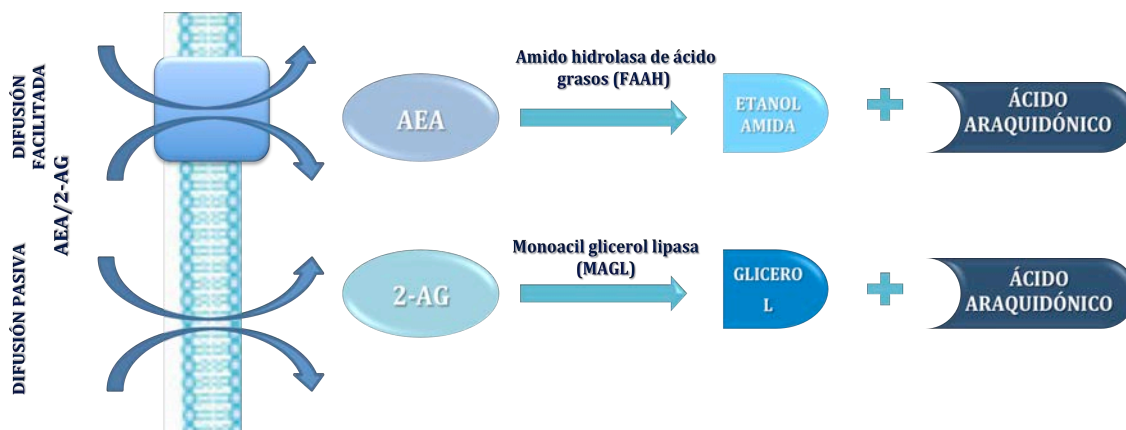 DIFUSIÓN
FACILITADA
AEA/2-AG
DIFUSIÓN PASIVA
AEA
Amido hidrolasa de ácido
grasos (FAAH)
ETANOL
AMIDA
ÁCIDO
ARAQUIDÓNICO
2-AG
Monoacil glicerol lipasa
(MAGL)
GLICERO
L
ÁCIDO
ARAQUIDÓNICO